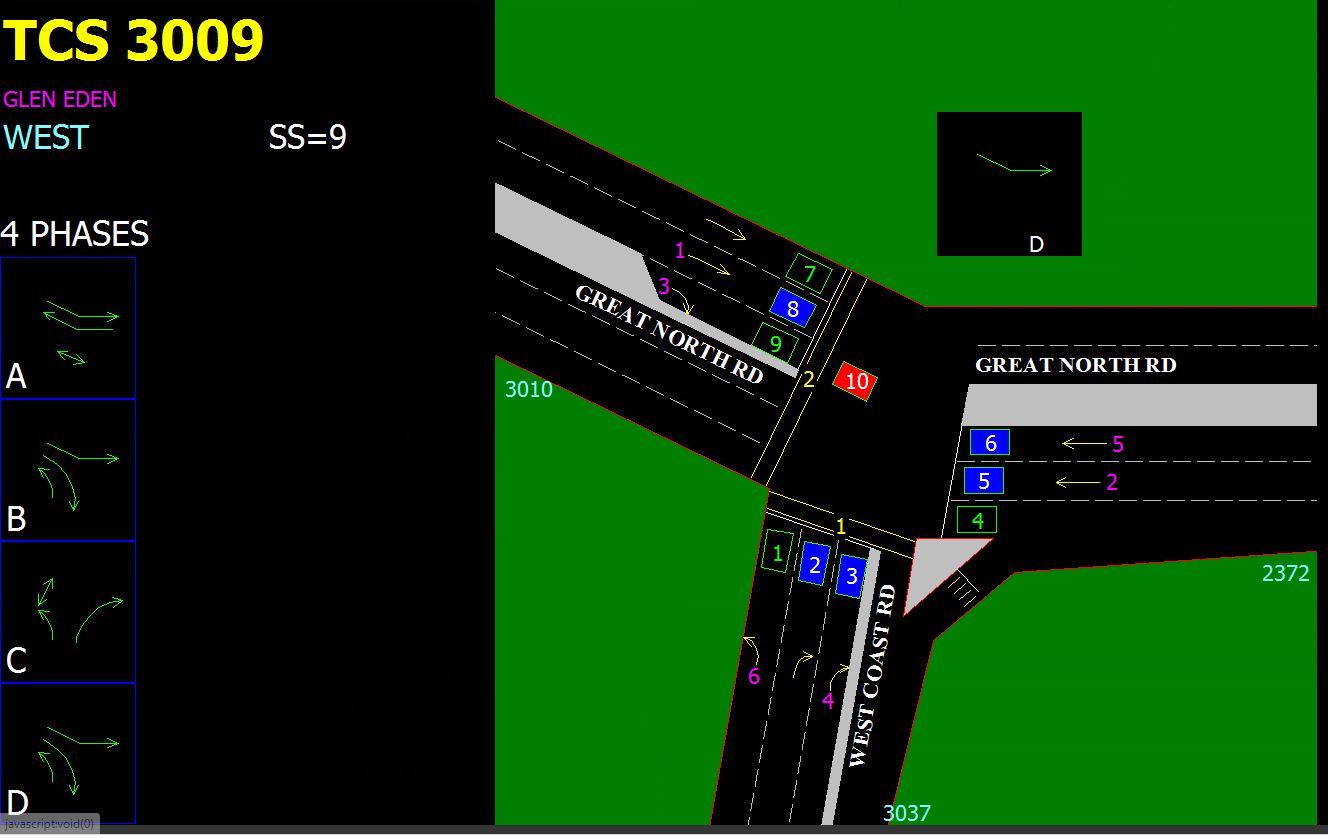 TCS 3009
GLEN EDEN
WEST
SS=9
4 PHASES
A
B
C
D
javascript:void(0)
D
1
3
7
8
9
GREAT NORTH RD
2
10
3010
GREAT NORTH RD
6
5
5
2
4
2372
1
1
2
3
6
4
WEST COAST RD
3037